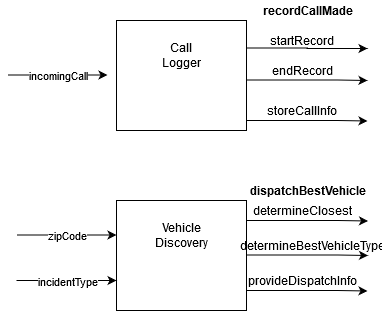 recordCallMade
Call
Logger
startRecord
endRecord
incomingCall
storeCallInfo
dispatchBestVehicle
determineClosest
Vehicle
Discovery
zipCode
determineBestVehicleType
incidentType
provideDispatchInfo